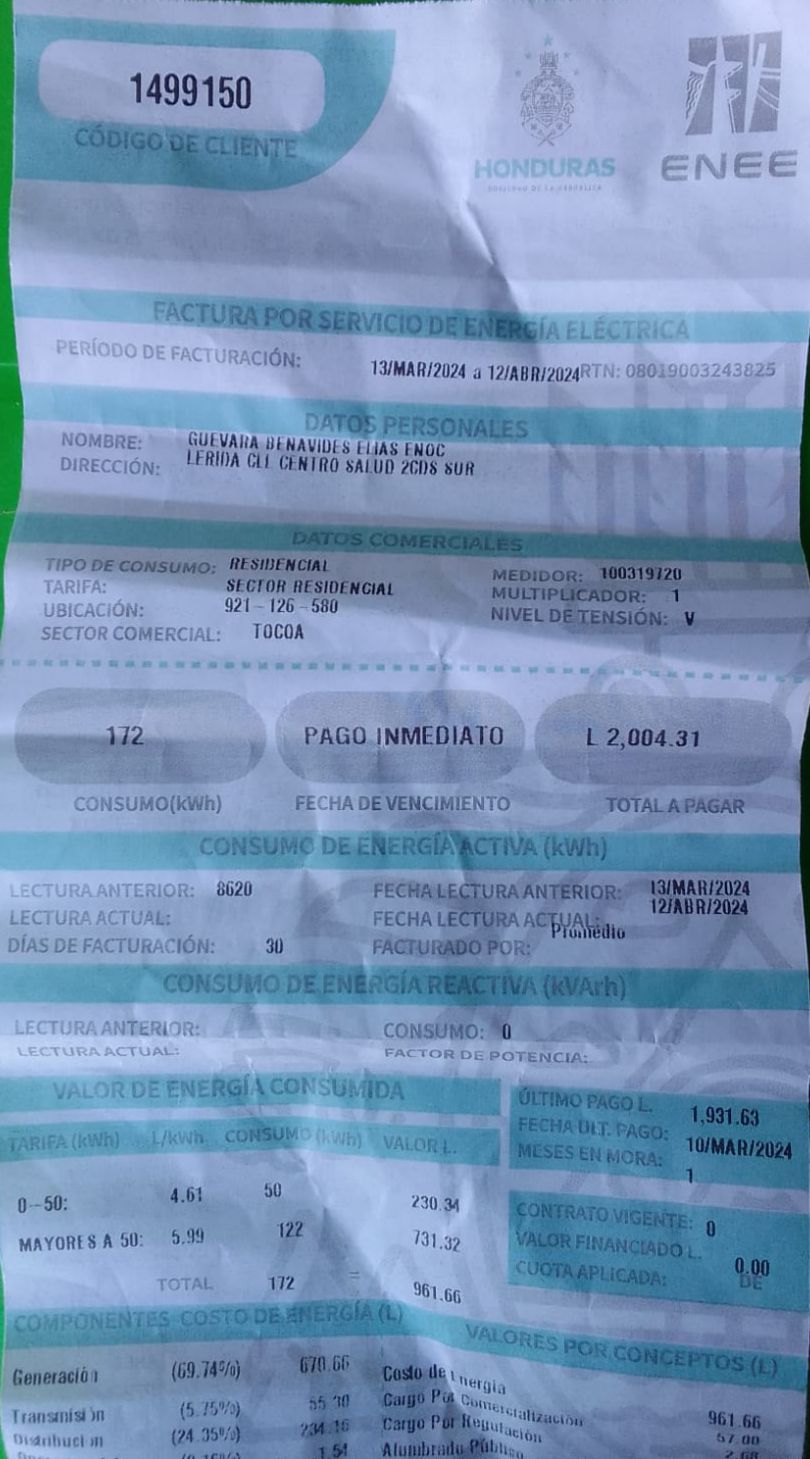 1499150
CÓDIGO DE CLIENTE
HONDURAS
GOBIERNO DE LA REPÚBLICA
ENEE
FACTURA POR SERVICIO DE ENERGÍA ELÉCTRICA
PERÍODO DE FACTURACIÓN: 13/MAR/2024 a 12/ABR/2024 RTN: 08019003243825
DATOS PERSONALES
NOMBRE: GUEVARA BENAVIDES ELIAS ENOC
DIRECCIÓN: LERIDA CLL CENTRO SALUD 2CDS SUR
DATOS COMERCIALES
TIPO DE CONSUMO: RESIDENCIAL MEDIDOR: 100319720
TARIFA: SECTOR RESIDENCIAL MULTIPLICADOR: 1
UBICACIÓN: 921-126-580 NIVEL DE TENSIÓN: V
SECTOR COMERCIAL: TOCOA
172 PAGO INMEDIATO L 2,004.31
CONSUMO(kWh) FECHA DE VENCIMIENTO TOTAL A PAGAR
CONSUMO DE ENERGÍA ACTIVA (kWh)
LECTURA ANTERIOR: 8620 FECHA LECTURA ANTERIOR: 13/MAR/2024
LECTURA ACTUAL: FECHA LECTURA ACTUAL: 12/ABR/2024
DÍAS DE FACTURACIÓN: 30 FACTURADO POR: Promedio
CONSUMO DE ENERGÍA REACTIVA (kVArh)
LECTURA ANTERIOR: CONSUMO: 0
LECTURA ACTUAL: FACTOR DE POTENCIA:
VALOR DE ENERGÍA CONSUMIDA
TARIFA (kWh) L/kWh CONSUMO (kWh) VALOR L.
0-50: 4.61 50 230.34
MAYORES A 50: 5.99 122 731.32
TOTAL 172 = 961.66
ÚLTIMO PAGO L. 1,931.63
FECHA ÚLT. PAGO: 10/MAR/2024
MESES EN MORA: 1
CONTRATO VIGENTE: 0
VALOR FINANCIADO L. 0.00
CUOTA APLICADA: DE
COMPONENTES COSTO DE ENERGÍA (L)
Generación (69.74%) 670.66
Transmisión (5.75%) 55.30
Distribución (24.35%) 234.16
1.54
VALORES POR CONCEPTOS (L)
Costo de Energia 961.66
Cargo Por Comercialización 57.00
Cargo Por Regulación 2.68
Alumbrado Público